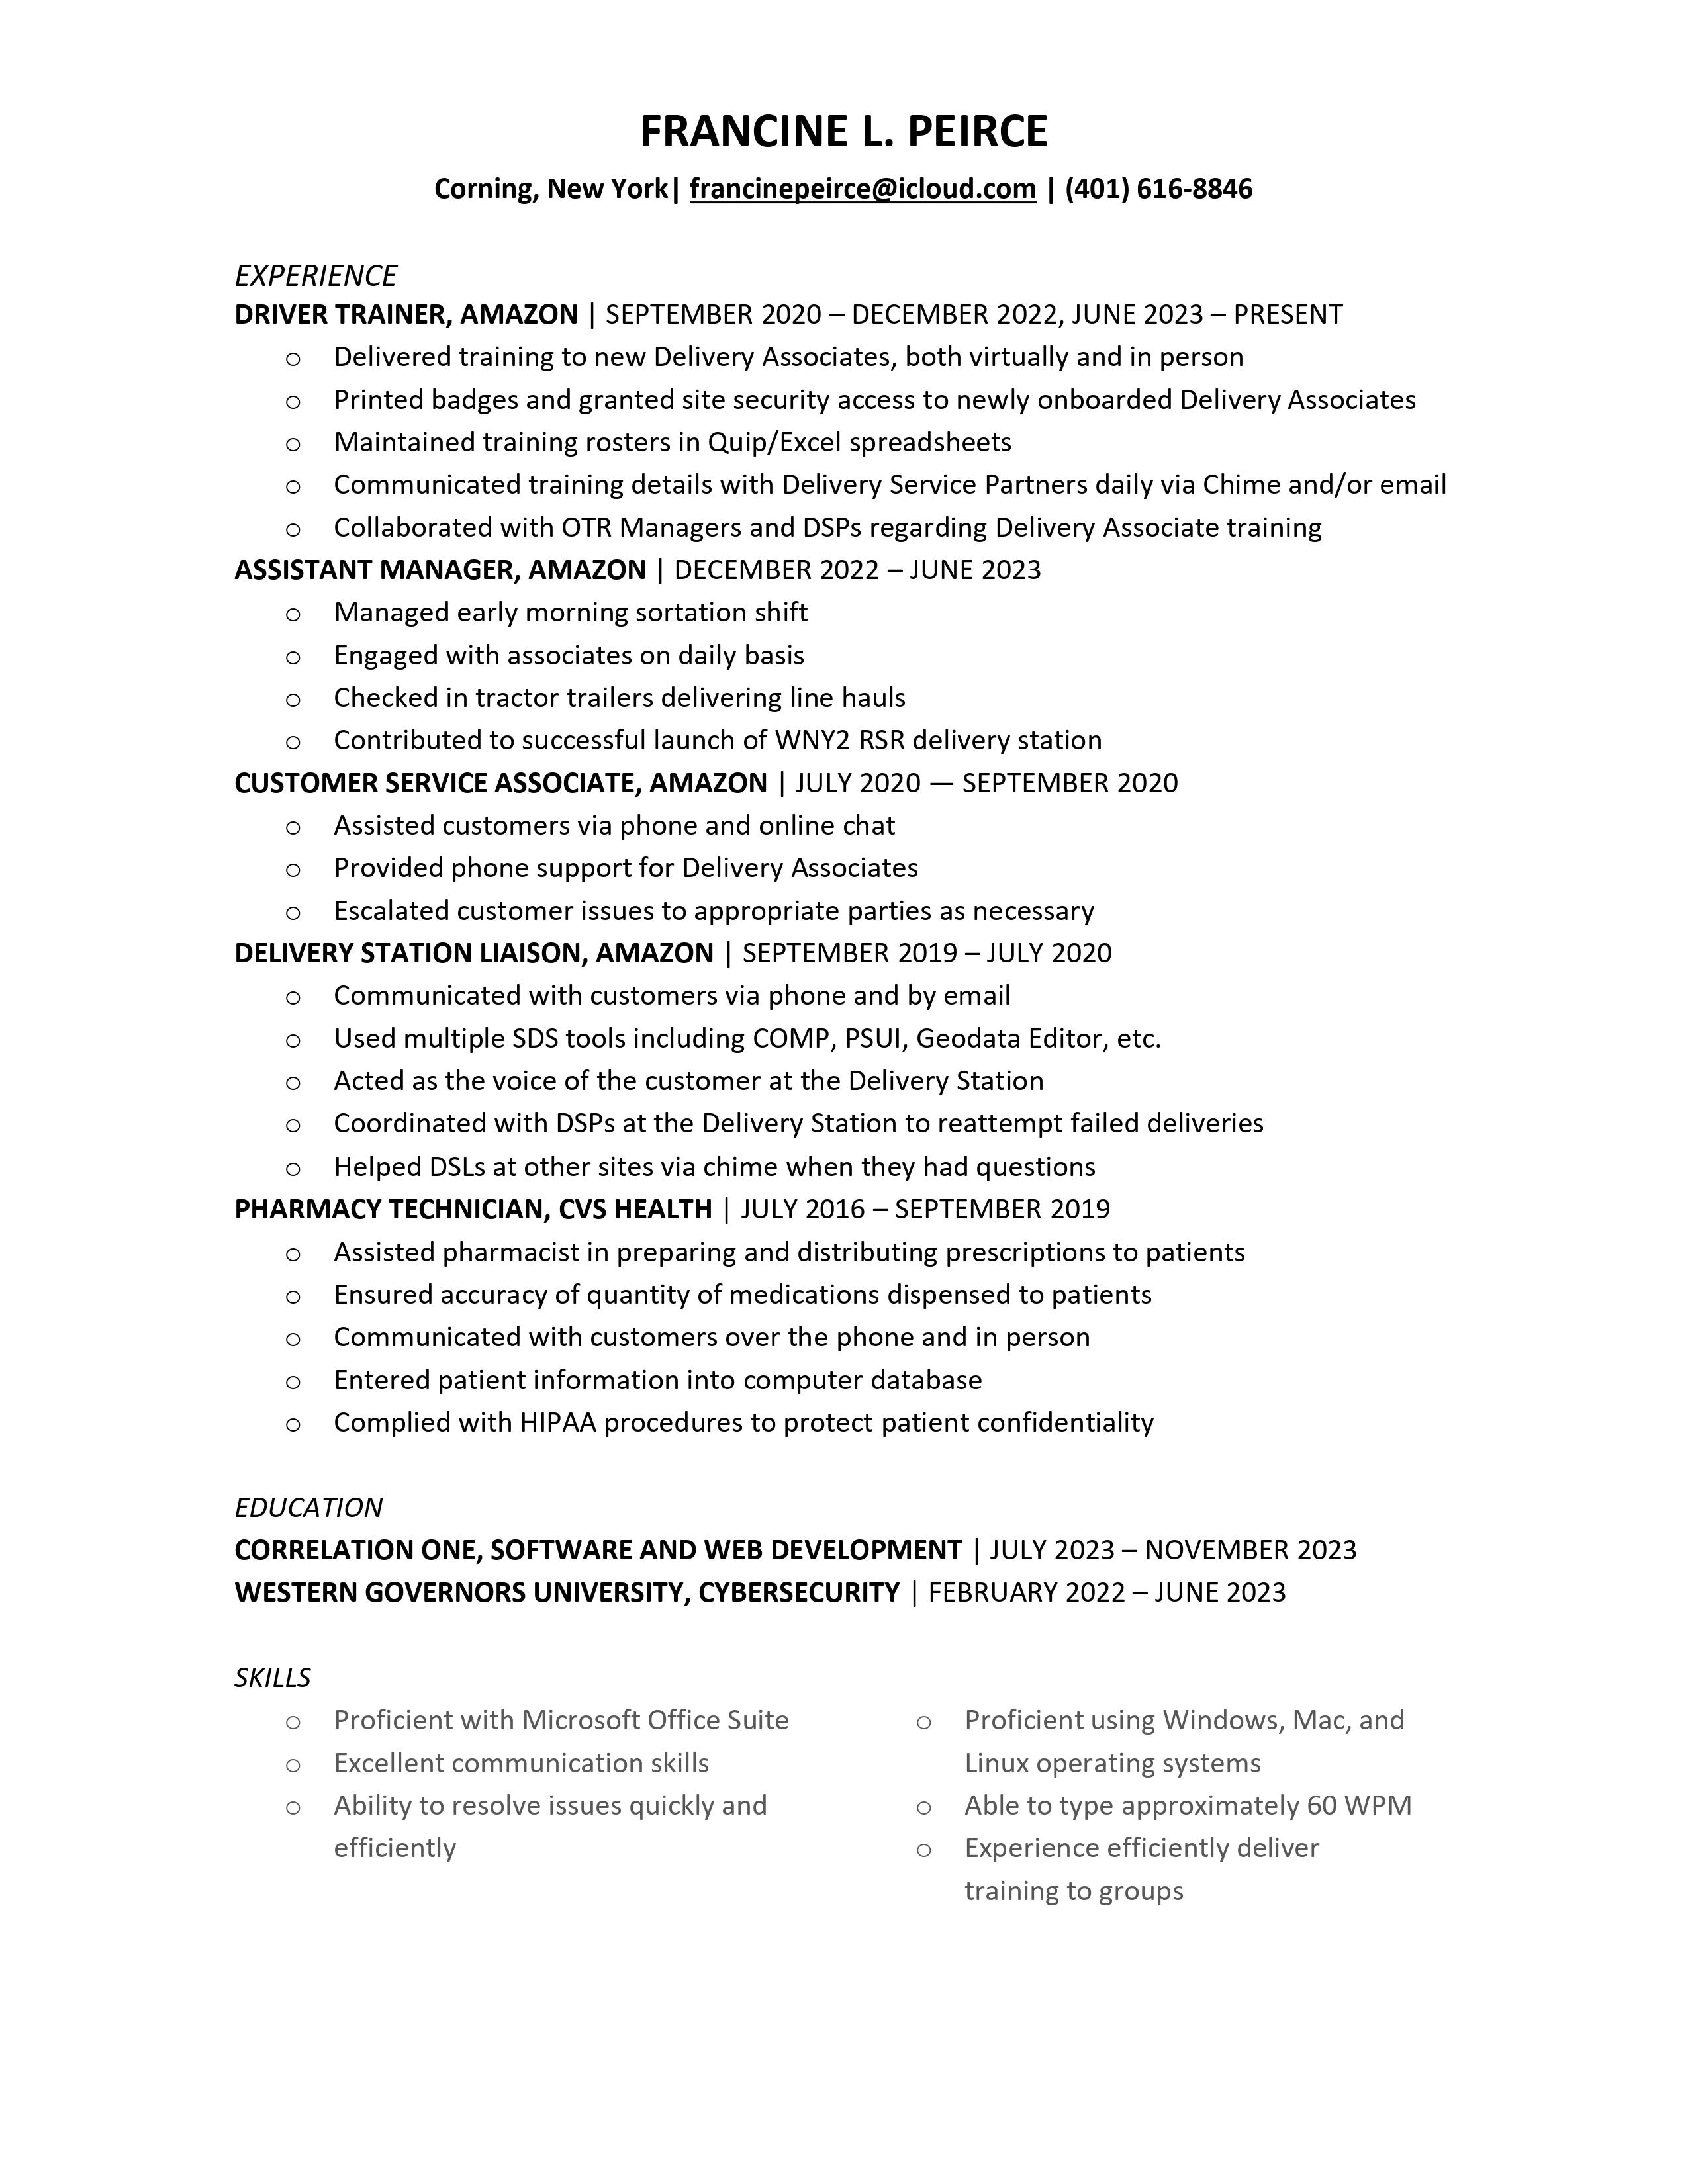 FRANCINE L. PEIRCE
Corning, New York| francinepeirce@icloud.com | (401) 616-8846
EXPERIENCE
DRIVER TRAINER, AMAZON | SEPTEMBER 2020 – DECEMBER 2022, JUNE 2023 – PRESENT
o Delivered training to new Delivery Associates, both virtually and in person
o Printed badges and granted site security access to newly onboarded Delivery Associates
o Maintained training rosters in Quip/Excel spreadsheets
o Communicated training details with Delivery Service Partners daily via Chime and/or email
o Collaborated with OTR Managers and DSPs regarding Delivery Associate training
ASSISTANT MANAGER, AMAZON | DECEMBER 2022 – JUNE 2023
o Managed early morning sortation shift
o Engaged with associates on daily basis
o Checked in tractor trailers delivering line hauls
o Contributed to successful launch of WNY2 RSR delivery station
CUSTOMER SERVICE ASSOCIATE, AMAZON | JULY 2020 — SEPTEMBER 2020
o Assisted customers via phone and online chat
o Provided phone support for Delivery Associates
o Escalated customer issues to appropriate parties as necessary
DELIVERY STATION LIAISON, AMAZON | SEPTEMBER 2019 – JULY 2020
o Communicated with customers via phone and by email
o Used multiple SDS tools including COMP, PSUI, Geodata Editor, etc.
o Acted as the voice of the customer at the Delivery Station
o Coordinated with DSPs at the Delivery Station to reattempt failed deliveries
o Helped DSLs at other sites via chime when they had questions
PHARMACY TECHNICIAN, CVS HEALTH | JULY 2016 – SEPTEMBER 2019
o Assisted pharmacist in preparing and distributing prescriptions to patients
o Ensured accuracy of quantity of medications dispensed to patients
o Communicated with customers over the phone and in person
o Entered patient information into computer database
o Complied with HIPAA procedures to protect patient confidentiality
EDUCATION
CORRELATION ONE, SOFTWARE AND WEB DEVELOPMENT | JULY 2023 – NOVEMBER 2023
WESTERN GOVERNORS UNIVERSITY, CYBERSECURITY | FEBRUARY 2022 – JUNE 2023
SKILLS
o Proficient with Microsoft Office Suite
o Excellent communication skills
o Ability to resolve issues quickly and
efficiently
o Proficient using Windows, Mac, and
Linux operating systems
o Able to type approximately 60 WPM
o Experience efficiently deliver
training to groups